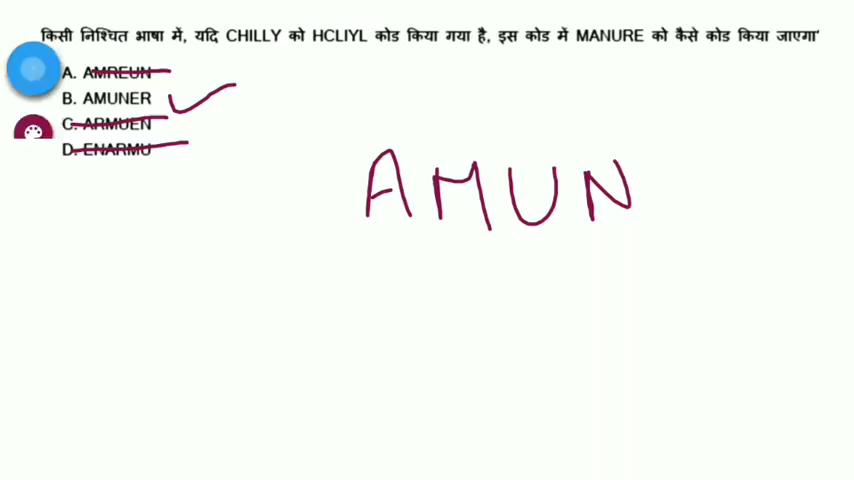 किसी निश्चित भाषा में, यदि CHILLY को HCLIYL कोड किया गया है, इस कोड में MANURE को कैसे कोड किया जाएगा'
A. AMREUN
B. AMUNER
C. ARMUEN
D. ENARMU
AMUN